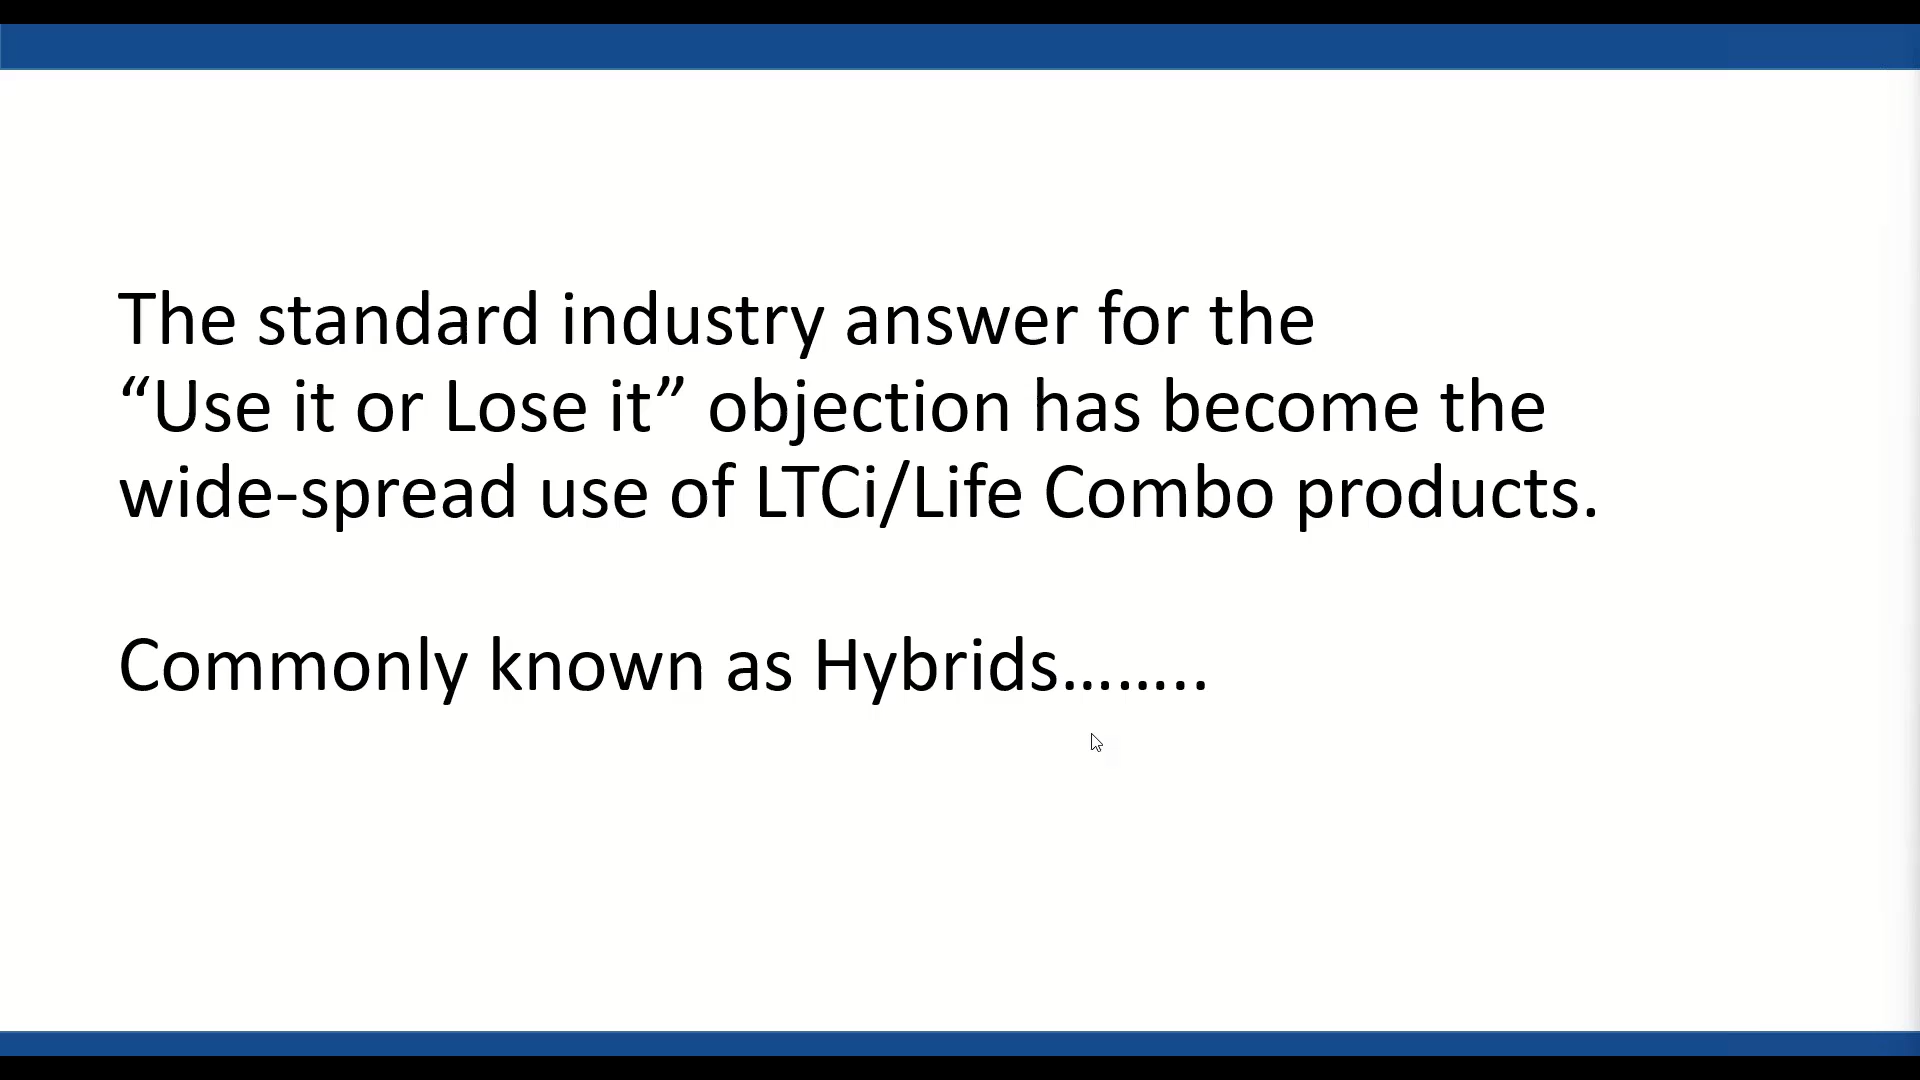 The standard industry answer for the
“Use it or Lose it” objection has become the
wide-spread use of LTCi/Life Combo products.
Commonly known as Hybrids........